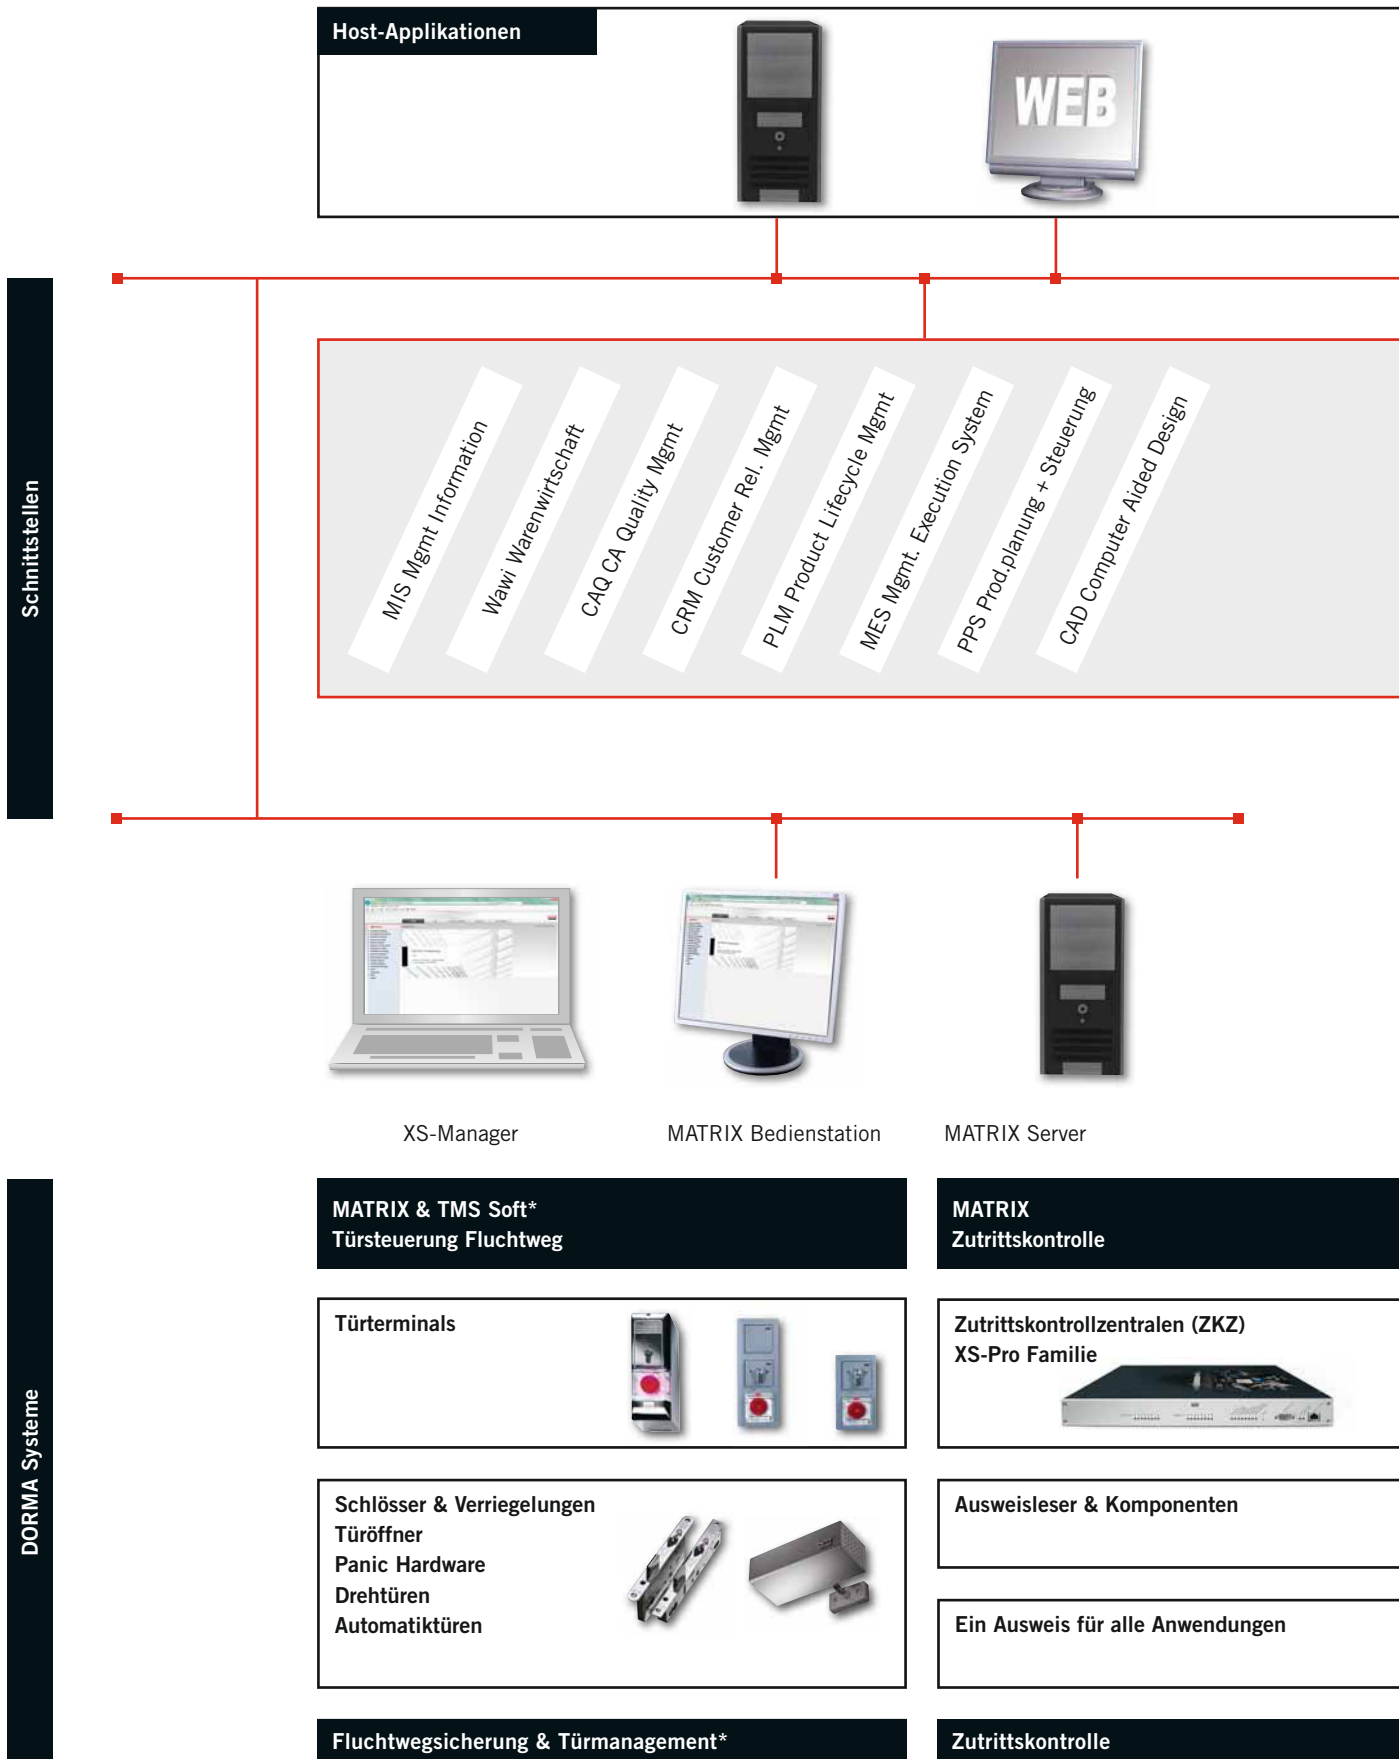 Host-Applikationen
WEB
Schnittstellen
MIS Mgmt Information
Wawi Warenwirtschaft
CAQ CA Quality Mgmt
CRM Customer Rel. Mgmt
PLM Product Lifecycle Mgmt
MES Mgmt. Execution System
PPS Prod.planung + Steuerung
CAD Computer Aided Design
XS-Manager
MATRIX Bedienstation
MATRIX Server
DORMA Systeme
MATRIX & TMS Soft*
Türsteuerung Fluchtweg
Türterminals
Schlösser & Verriegelungen
Türöffner
Panic Hardware
Drehtüren
Automatiktüren
Fluchtwegsicherung & Türmanagement*
MATRIX
Zutrittskontrolle
Zutrittskontrollzentralen (ZKZ)
XS-Pro Familie
Ausweisleser & Komponenten
Ein Ausweis für alle Anwendungen
Zutrittskontrolle